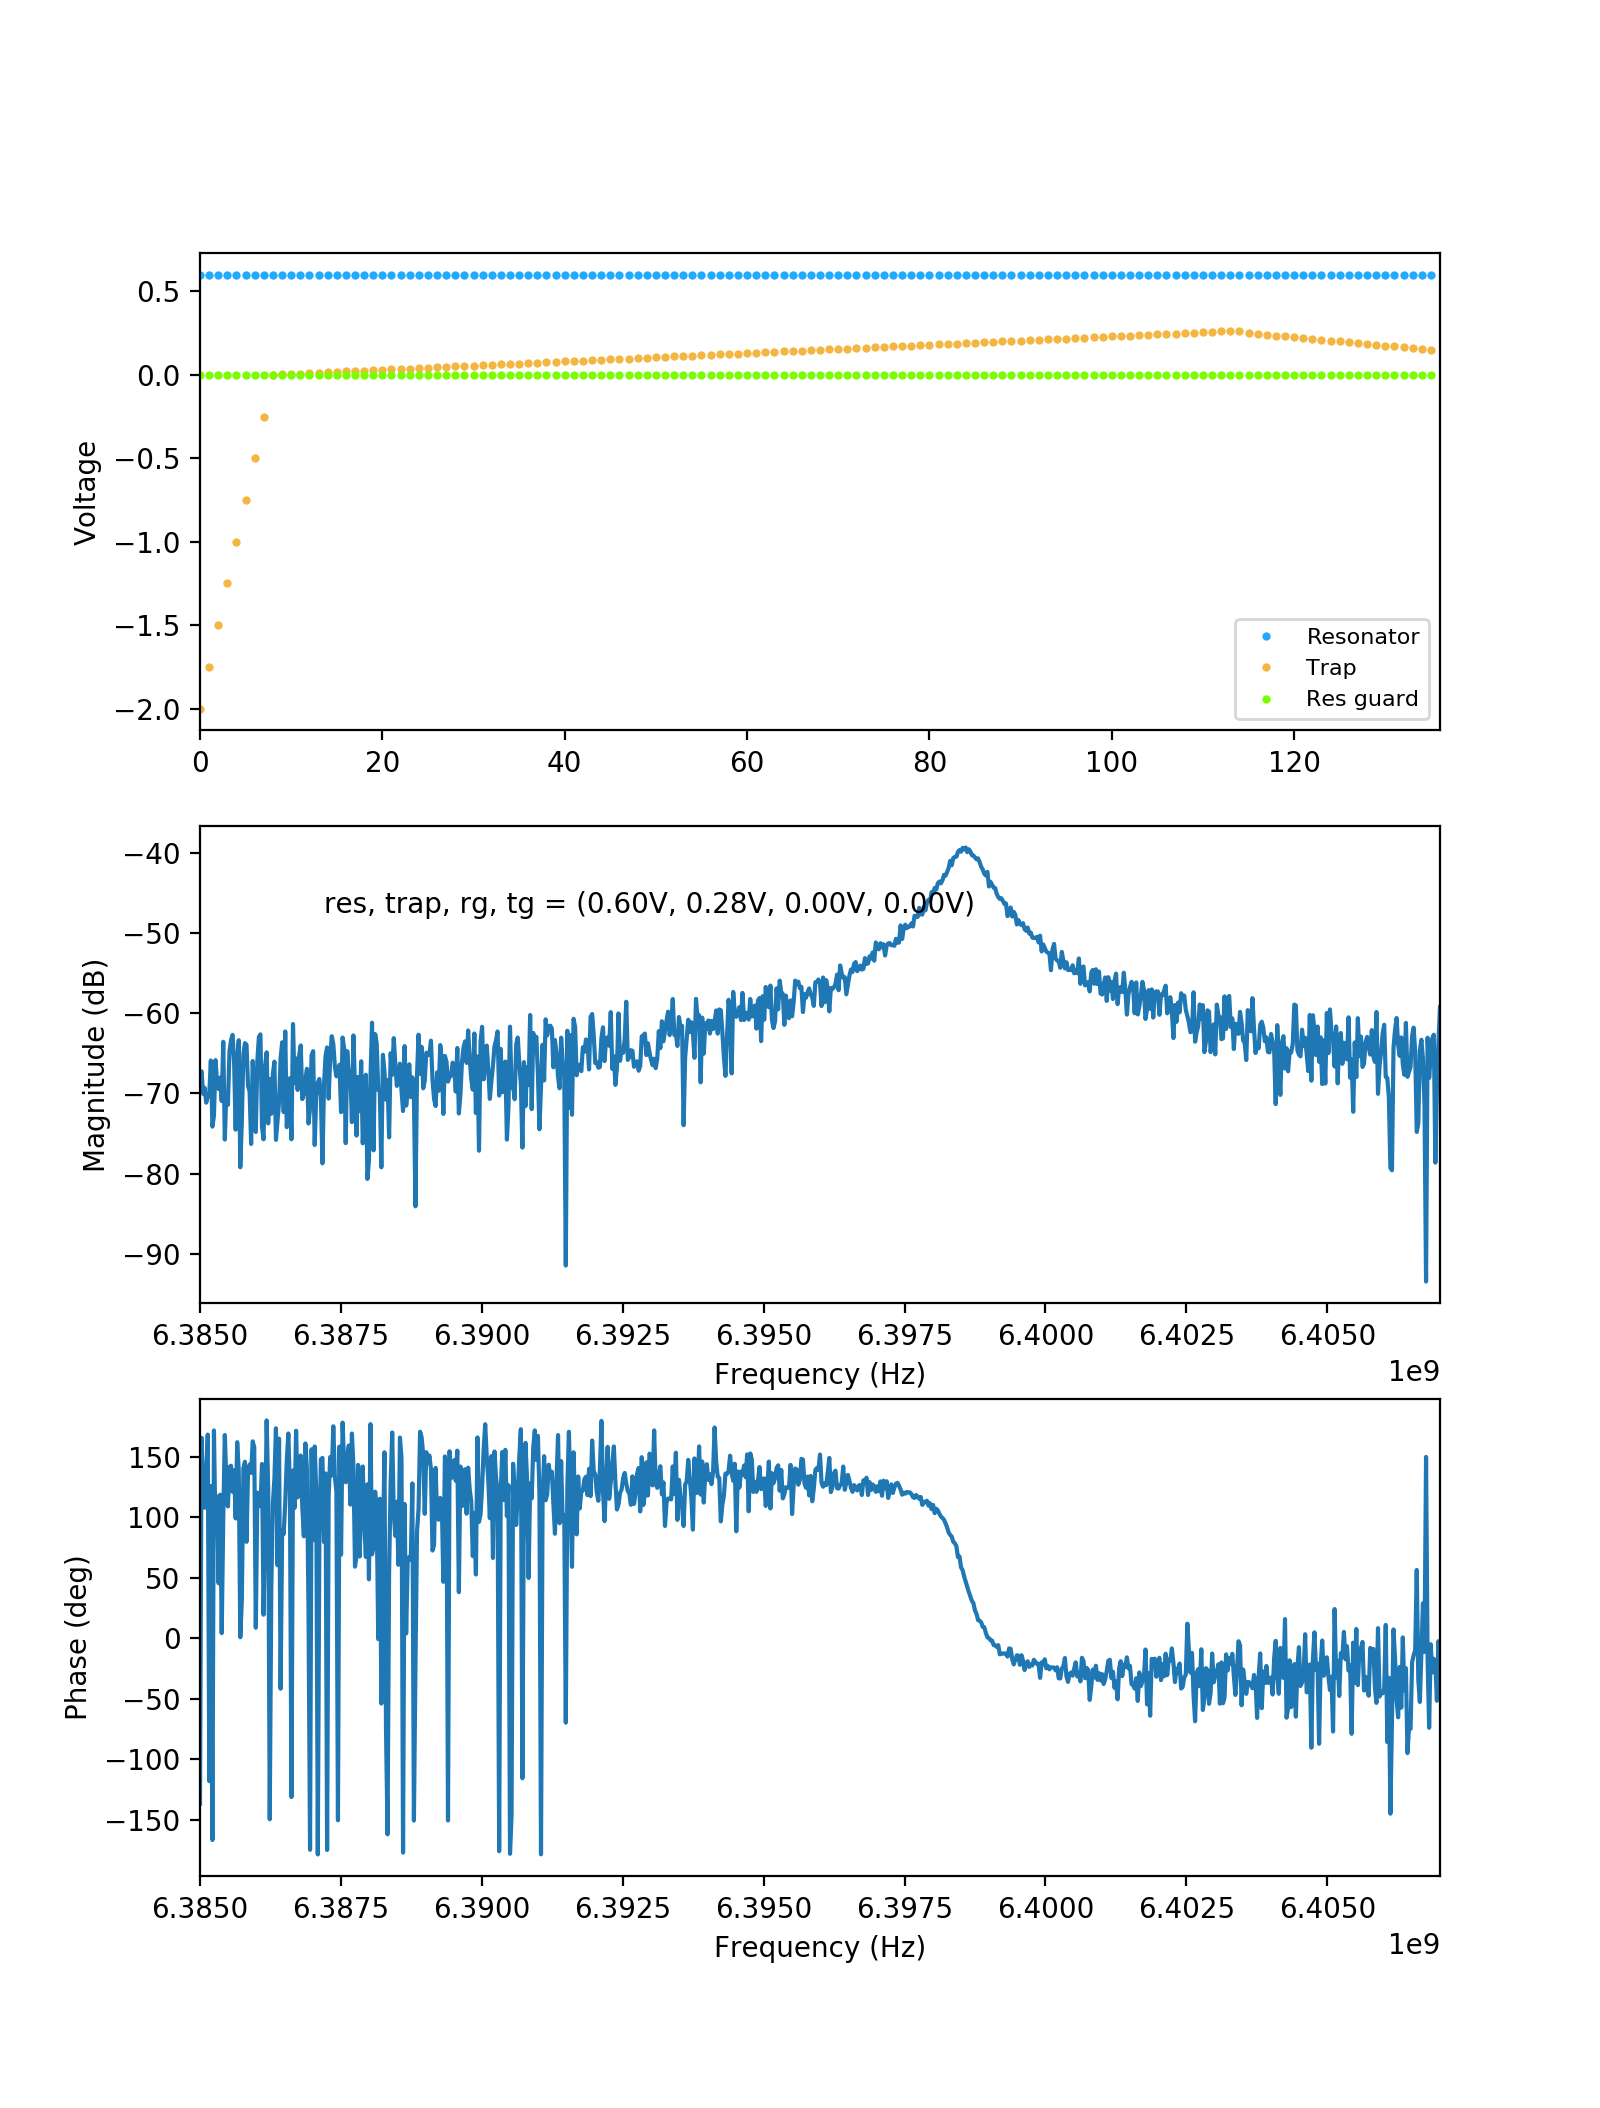 0.5
0.0
−0.5
−1.0
−1.5
−2.0
Voltage
Resonator
Trap
Res guard
0 20 40 60 80 100 120
−40
−50
−60
−70
−80
−90
Magnitude (dB)
res, trap, rg, tg = (0.60V, 0.28V, 0.00V, 0.00V)
6.3850 6.3875 6.3900 6.3925 6.3950 6.3975 6.4000 6.4025 6.4050
1e9
Frequency (Hz)
150
100
50
0
−50
−100
−150
Phase (deg)
6.3850 6.3875 6.3900 6.3925 6.3950 6.3975 6.4000 6.4025 6.4050
1e9
Frequency (Hz)